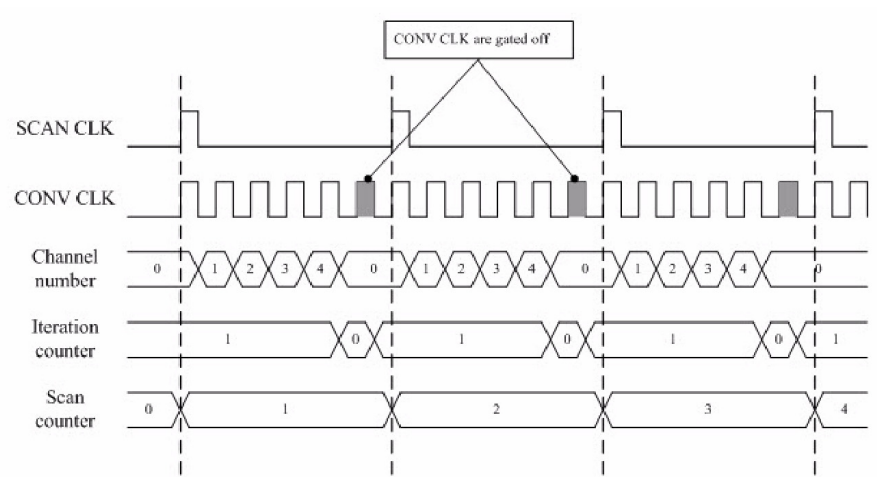 CONV CLK are gated off
SCAN CLK
CONV CLK
Channel
number
0 1 2 3 4 0 1 2 3 4 0 1 2 3 4 0
Iteration
counter
1 0 1 0 1 0 1
Scan
counter
0 1 2 3 4